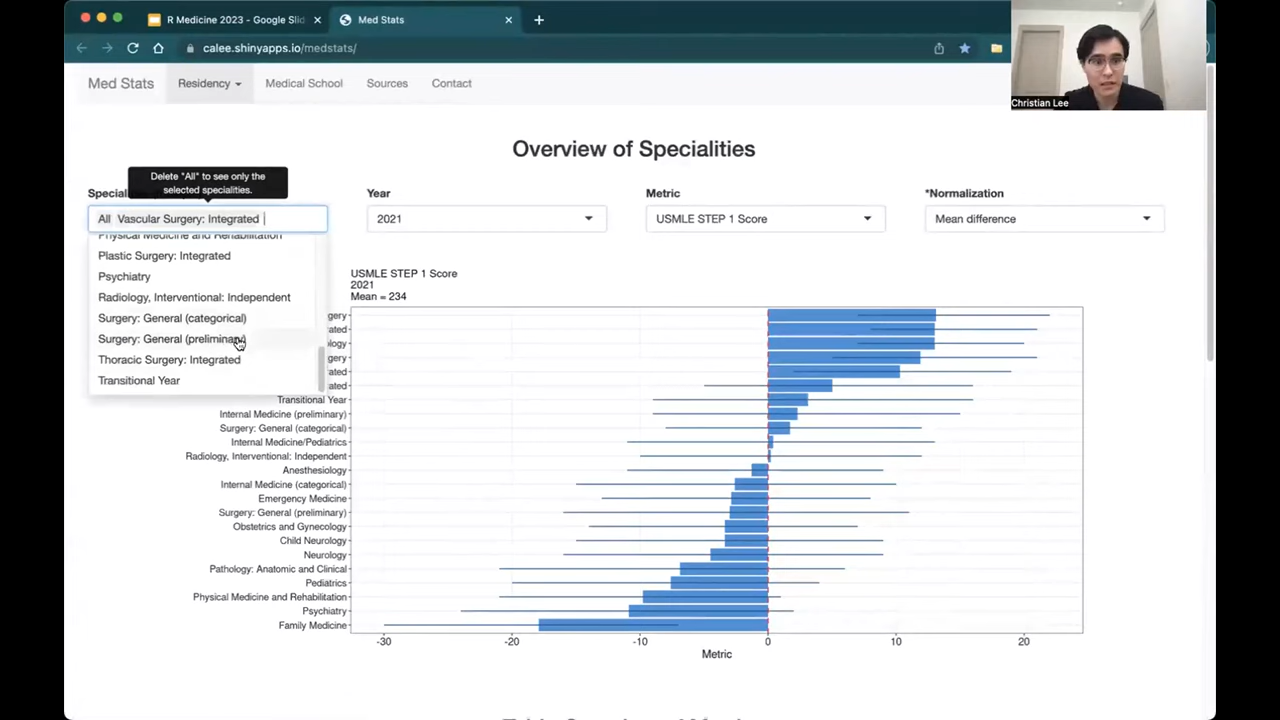 R Medicine 2023 - Google Slid
Med Stats
calee.shinyapps.io/medstats/
Christian Lee
Med Stats
Residency
Medical School
Sources
Contact
Overview of Specialities
Delete "All" to see only the
selected specialities.
Year
Metric
*Normalization
All Vascular Surgery: Integrated
2021
USMLE STEP 1 Score
Mean difference
Physical Medicine and Rehabilitation
Plastic Surgery: Integrated
Psychiatry
Radiology, Interventional: Independent
Surgery: General (categorical)
Surgery: General (preliminary)
Thoracic Surgery: Integrated
Transitional Year
USMLE STEP 1 Score
2021
Mean = 234
Transitional Year
Internal Medicine (preliminary)
Surgery: General (categorical)
Internal Medicine/Pediatrics
Radiology, Interventional: Independent
Anesthesiology
Internal Medicine (categorical)
Emergency Medicine
Surgery: General (preliminary)
Obstetrics and Gynecology
Child Neurology
Neurology
Pathology: Anatomic and Clinical
Pediatrics
Physical Medicine and Rehabilitation
Psychiatry
Family Medicine
-30 -20 -10 0 10 20
Metric